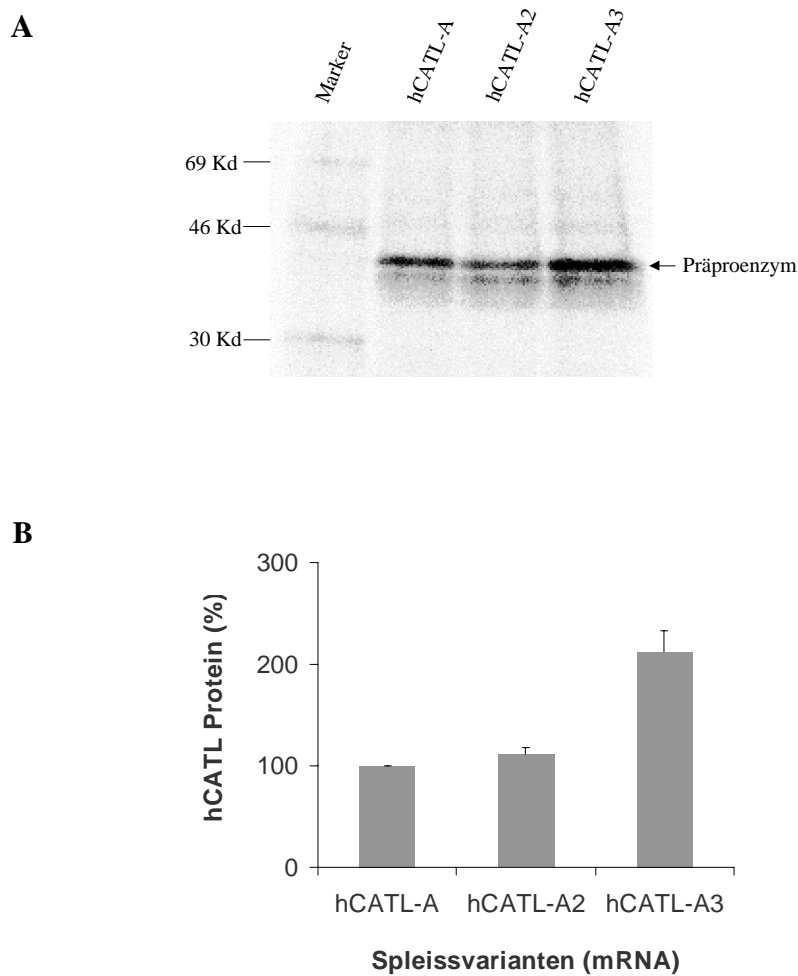 A
Marker
hCATL-A
hCATL-A2
hCATL-A3
69 Kd
46 Kd
Präproenzym
30 Kd
B
300
200
100
0
hCATL Protein (%)
hCATL-A hCATL-A2 hCATL-A3
Spleissvarianten (mRNA)